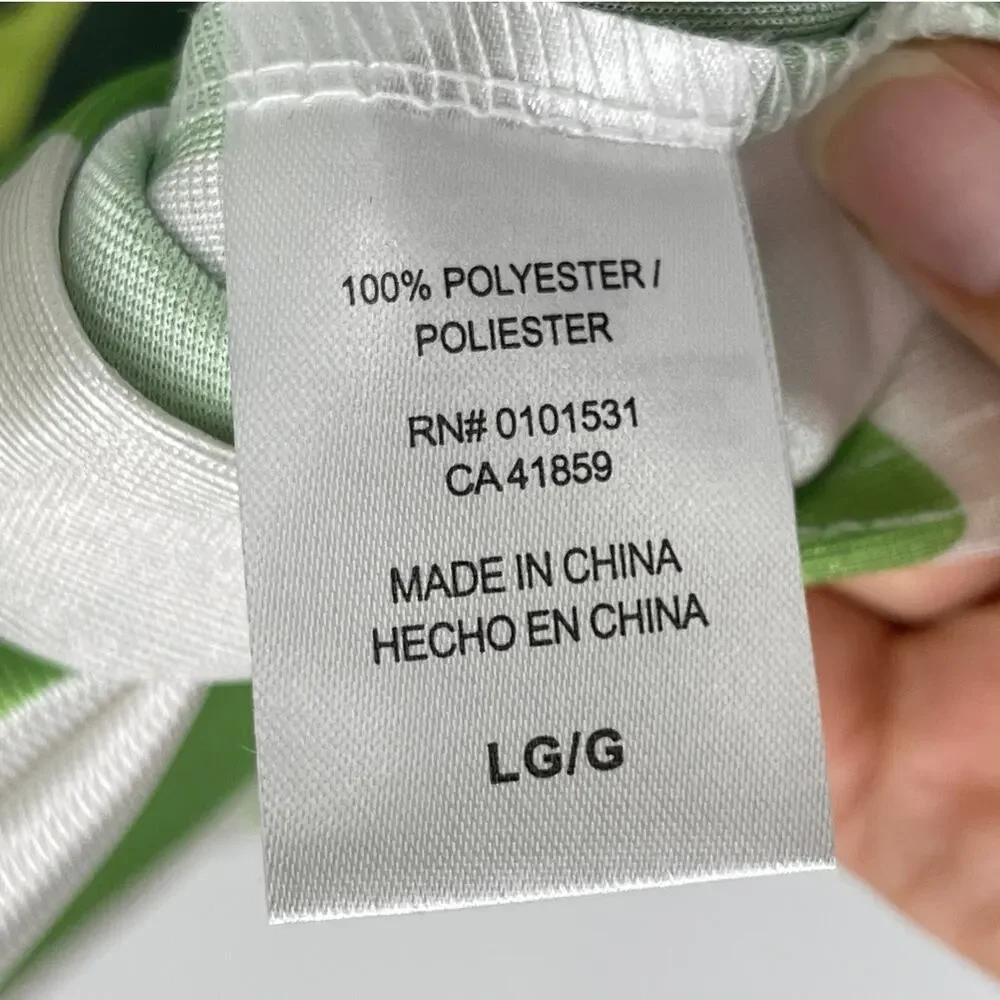 100% POLYESTER /
POLIESTER
RN# 0101531
CA 41859
MADE IN CHINA
HECHO EN CHINA
LG/G